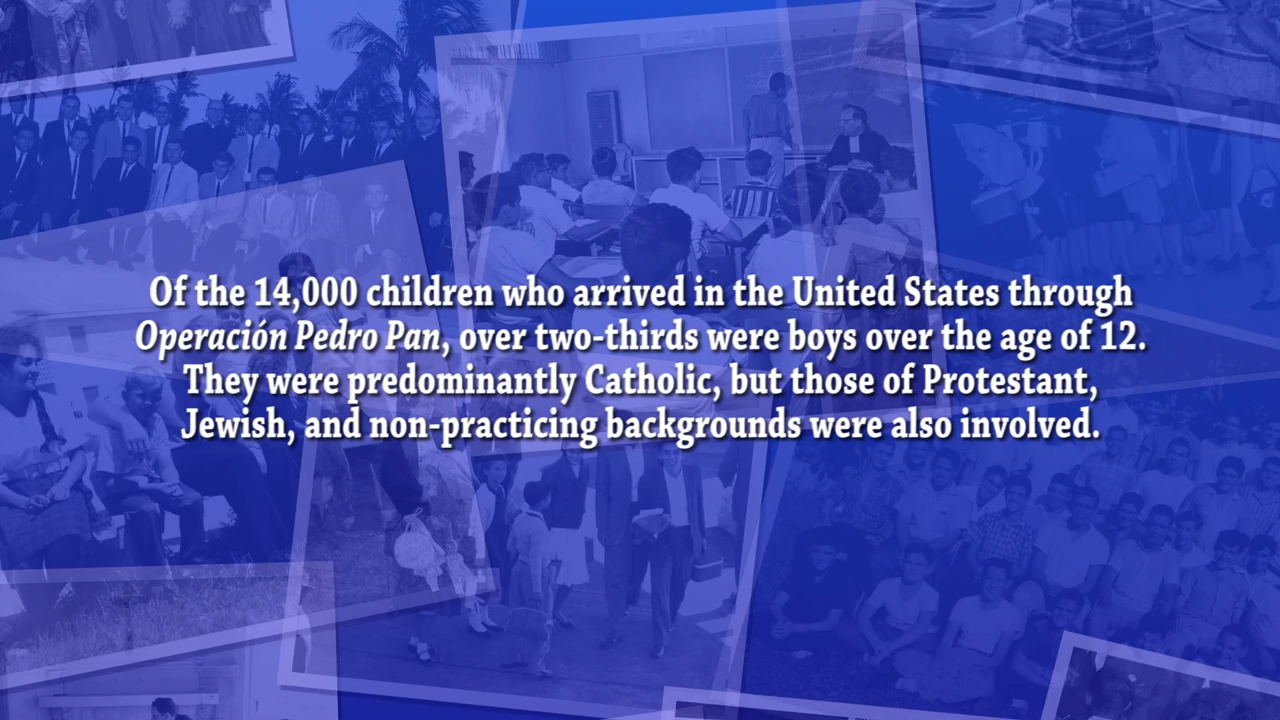 Of the 14,000 children who arrived in the United States through
Operación Pedro Pan, over two-thirds were boys over the age of 12.
They were predominantly Catholic, but those of Protestant,
Jewish, and non-practicing backgrounds were also involved.